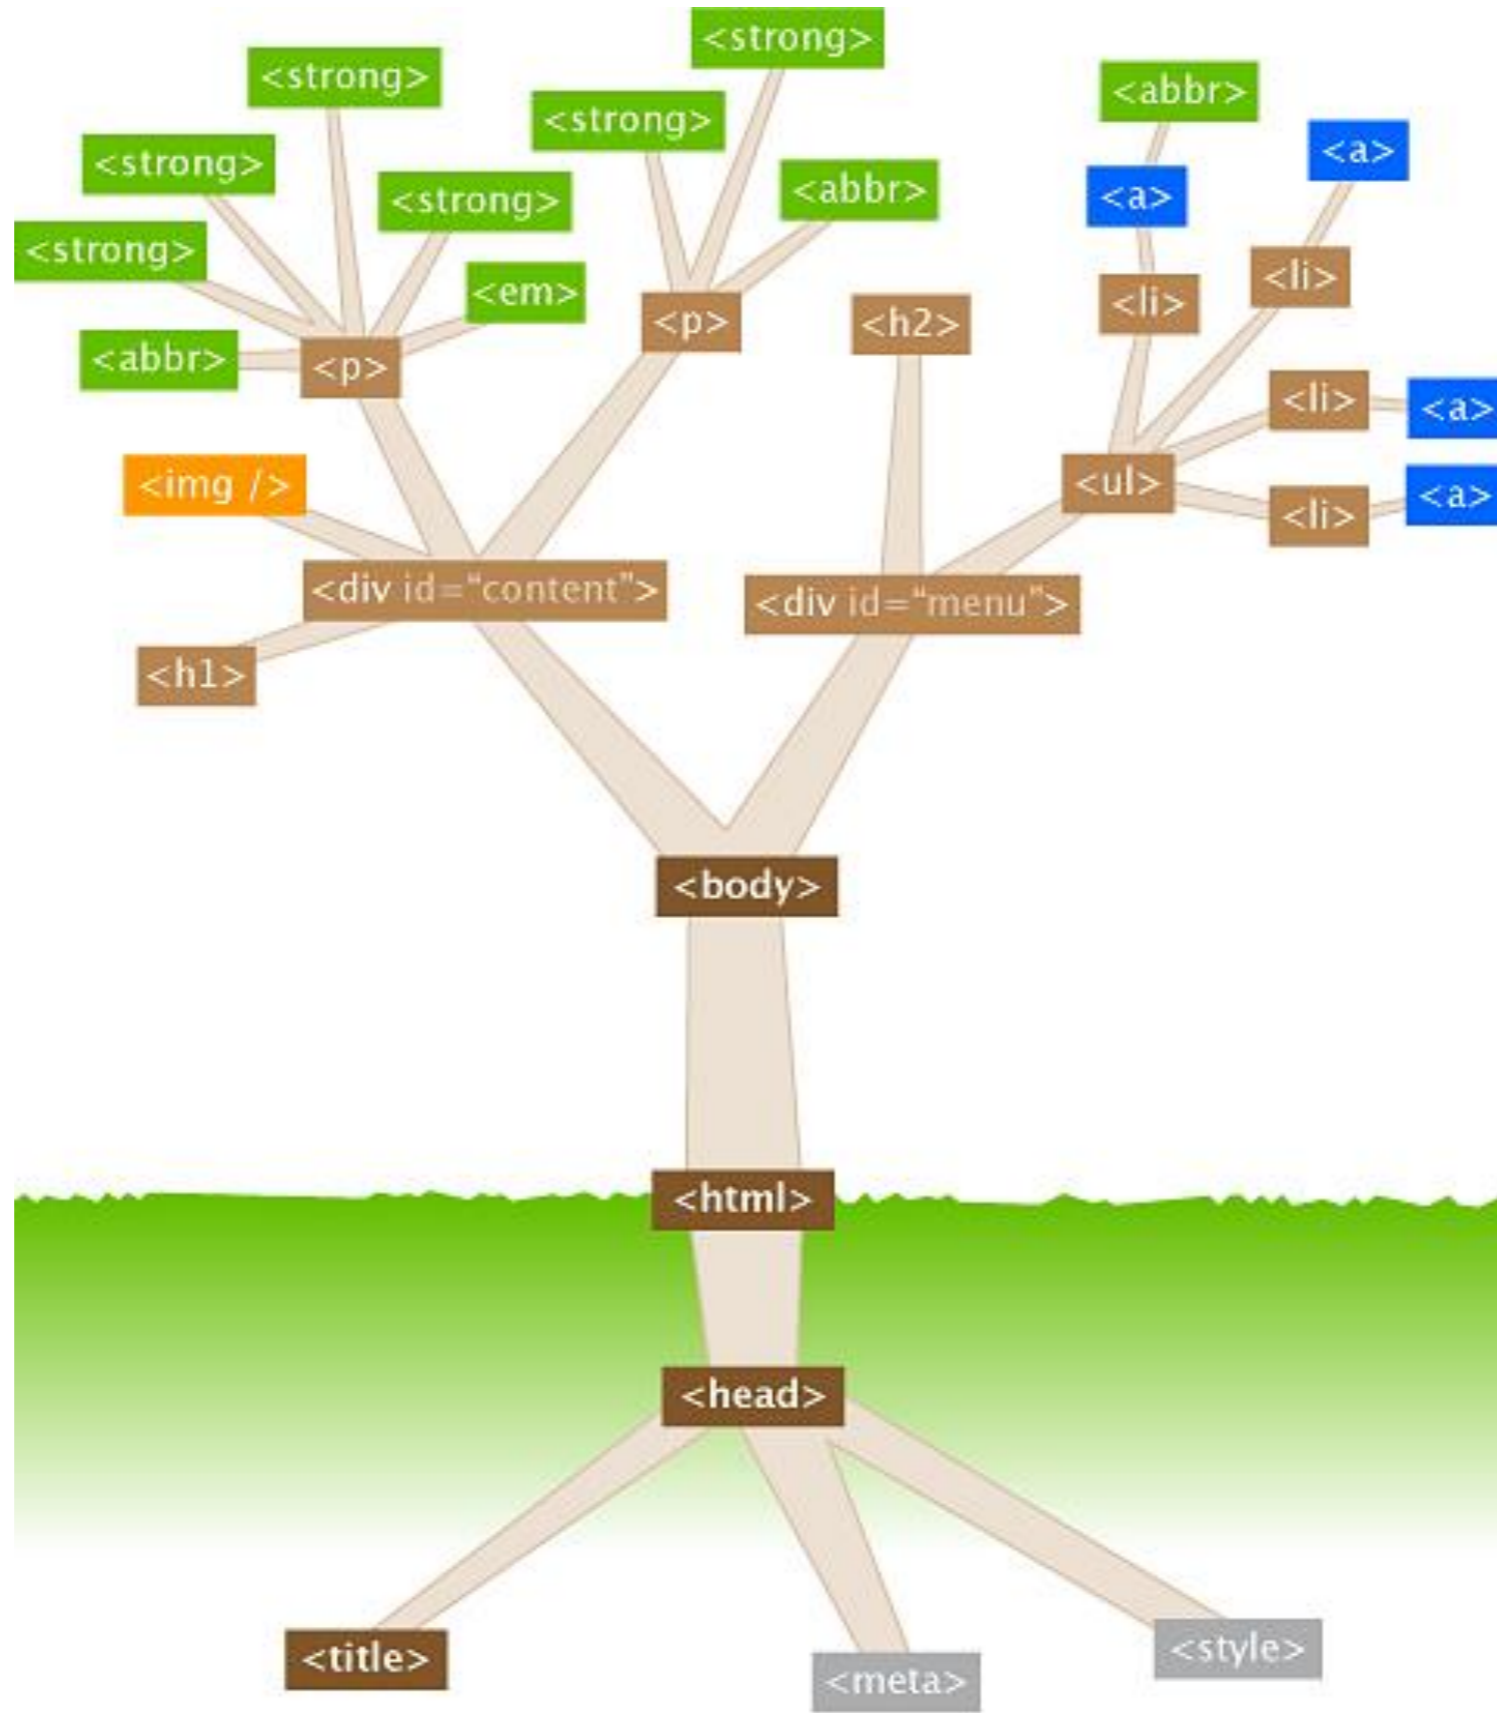 <strong>
<strong>
<abbr>
<strong>
<a>
<strong>
<abbr>
<strong>
<a>
<strong>
<li>
<em>
<li>
<p>
<h2>
<abbr>
<p>
<li>
<a>
<img />
<ul>
<a>
<li>
<div id="content">
<div id="menu">
<h1>
<body>
<html>
<head>
<title>
<style>
<meta>